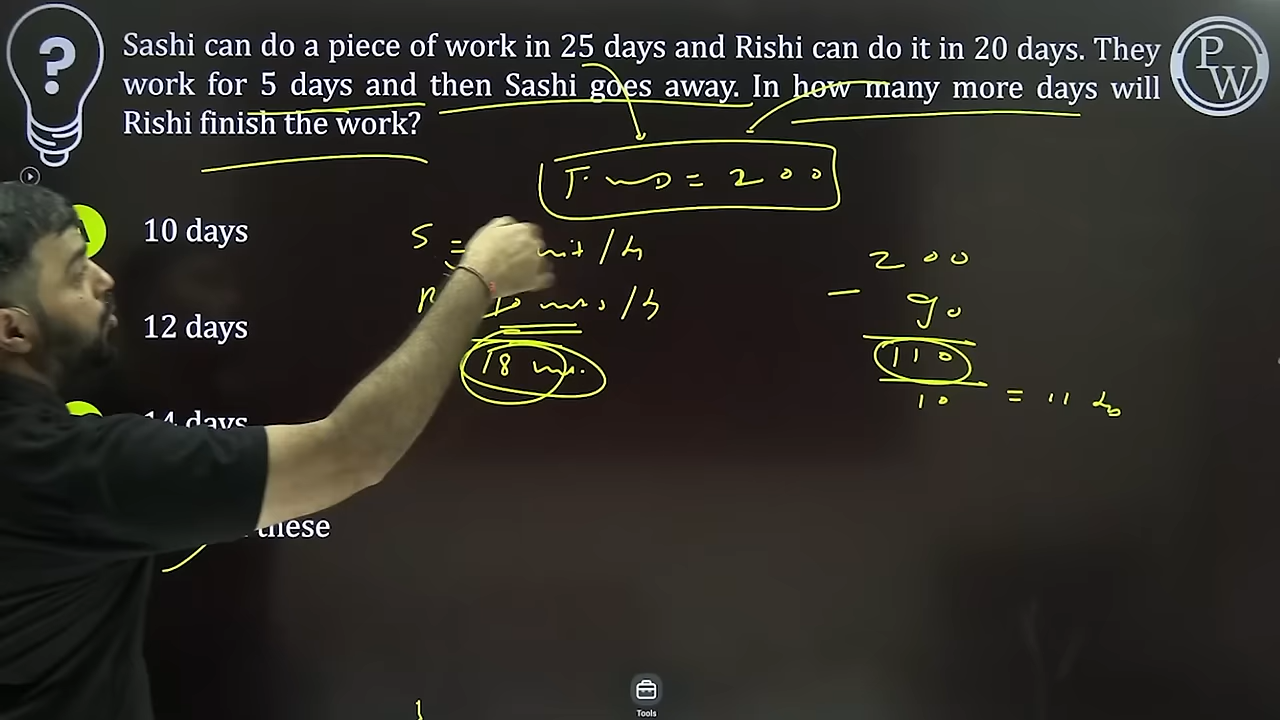 Sashi can do a piece of work in 25 days and Rishi can do it in 20 days. They
work for 5 days and then Sashi goes away. In how many more days will
Rishi finish the work?
PW
= 200
10 days
S =
200
- 90
12 days
110
18
10 = 11
14 days
these
Tools